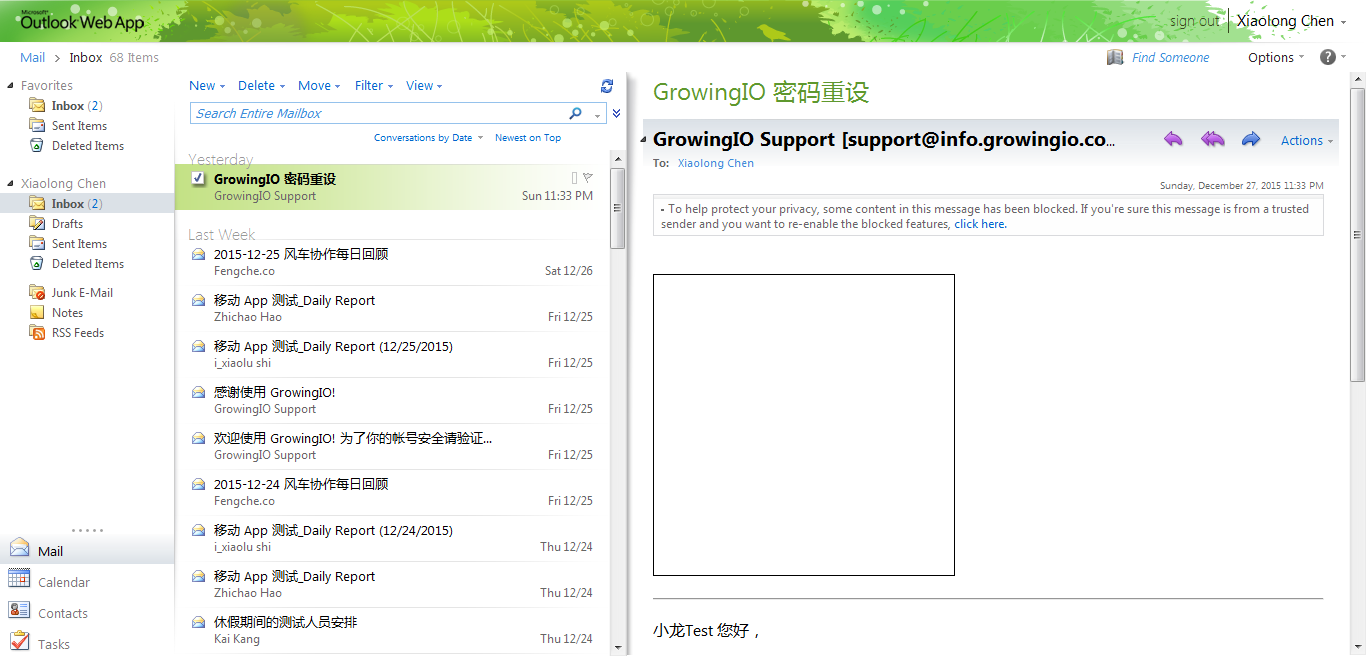 Microsoft
Outlook Web App
sign out
Xiaolong Chen
Mail > Inbox 68 Items
Find Someone
Options
?
Favorites
Inbox (2)
Sent Items
Deleted Items
Xiaolong Chen
Inbox (2)
Drafts
Sent Items
Deleted Items
Junk E-Mail
Notes
RSS Feeds
Mail
Calendar
Contacts
Tasks
New Delete Move Filter View
Search Entire Mailbox
Conversations by Date Newest on Top
Yesterday
GrowingIO 密码重设
GrowingIO Support Sun 11:33 PM
Last Week
2015-12-25 风车协作每日回顾
Fengche.co Sat 12/26
移动 App 测试_Daily Report
Zhichao Hao Fri 12/25
移动 App 测试_Daily Report (12/25/2015)
i_xiaolu shi Fri 12/25
感谢使用 GrowingIO!
GrowingIO Support Fri 12/25
欢迎使用 GrowingIO! 为了你的帐号安全请验证...
GrowingIO Support Fri 12/25
2015-12-24 风车协作每日回顾
Fengche.co Fri 12/25
移动 App 测试_Daily Report (12/24/2015)
i_xiaolu shi Thu 12/24
移动 App 测试_Daily Report
Zhichao Hao Thu 12/24
休假期间的测试人员安排
Kai Kang Thu 12/24
GrowingIO 密码重设
GrowingIO Support [support@info.growingio.co...
Actions
To: Xiaolong Chen
Sunday, December 27, 2015 11:33 PM
- To help protect your privacy, some content in this message has been blocked. If you're sure this message is from a trusted
sender and you want to re-enable the blocked features, click here.
小龙Test 您好，